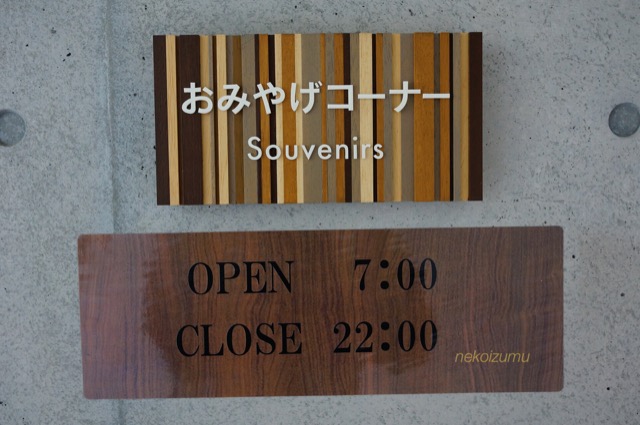 おみやげコーナー
Souvenirs
OPEN 7:00
CLOSE 22:00
nekoizumu